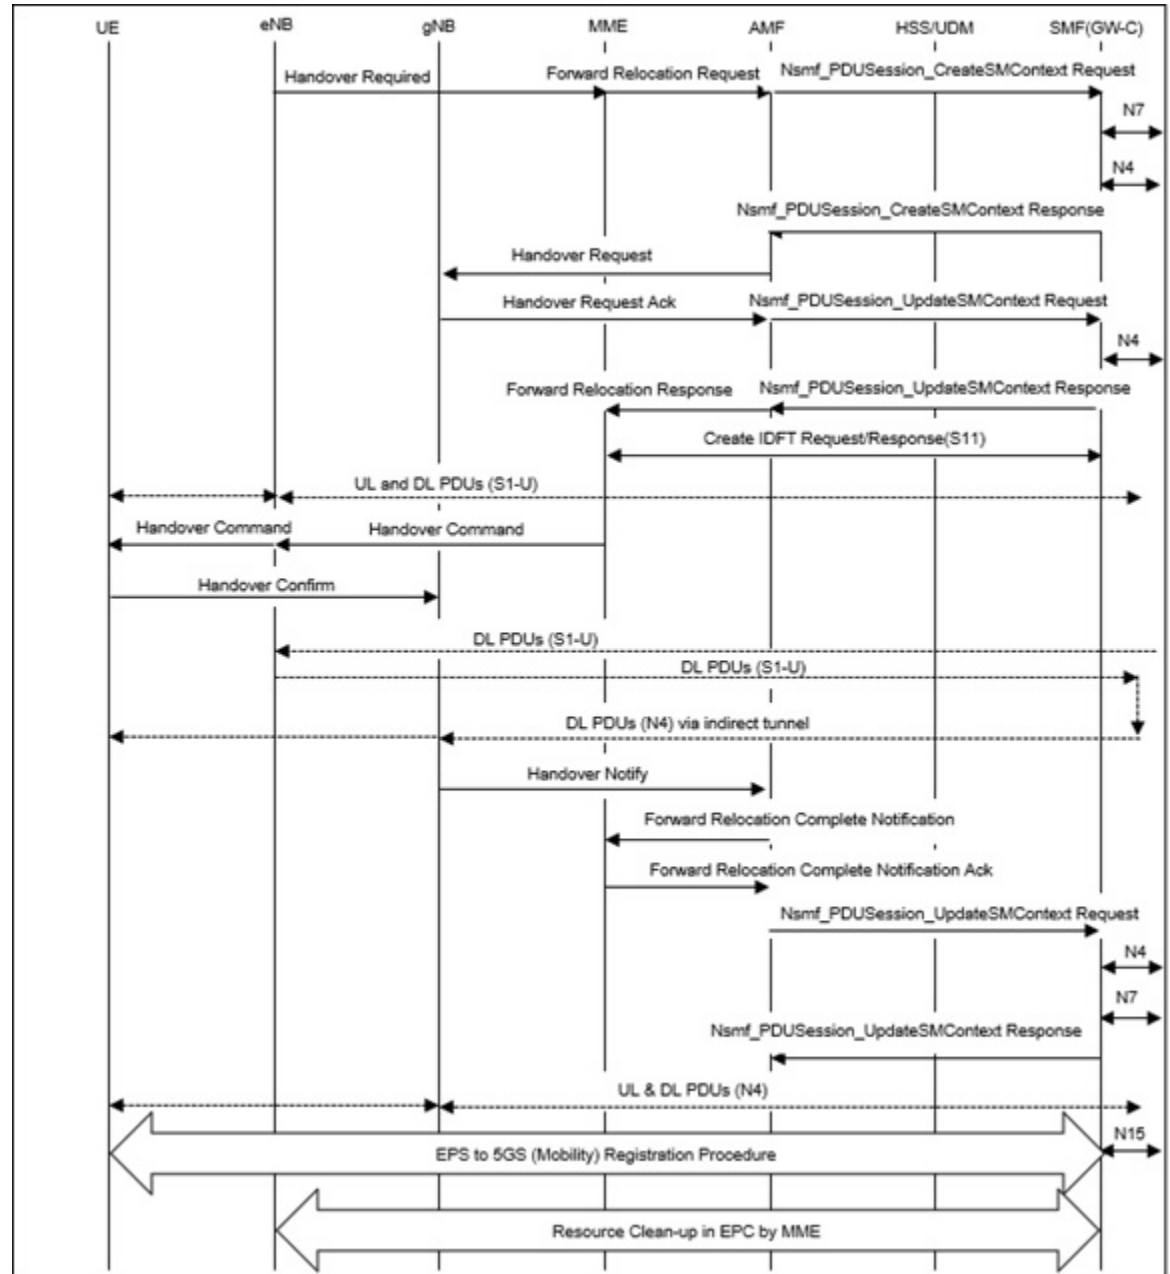 UE eNB gNB MME AMF HSS/UDM SMF(GW-C)
Handover Required Forward Relocation Request Nsmf_PDUSession_CreateSMContext Request
N7
N4
Nsmf_PDUSession_CreateSMContext Response
Handover Request
Handover Request Ack Nsmf_PDUSession_UpdateSMContext Request
N4
Forward Relocation Response Nsmf_PDUSession_UpdateSMContext Response
Create IDFT Request/Response(S11)
UL and DL PDUs (S1-U)
Handover Command Handover Command
Handover Confirm
DL PDUs (S1-U)
DL PDUs (S1-U)
DL PDUs (N4) via indirect tunnel
Handover Notify
Forward Relocation Complete Notification
Forward Relocation Complete Notification Ack
Nsmf_PDUSession_UpdateSMContext Request
N4
N7
Nsmf_PDUSession_UpdateSMContext Response
UL & DL PDUs (N4)
N15
EPS to 5GS (Mobility) Registration Procedure
Resource Clean-up in EPC by MME